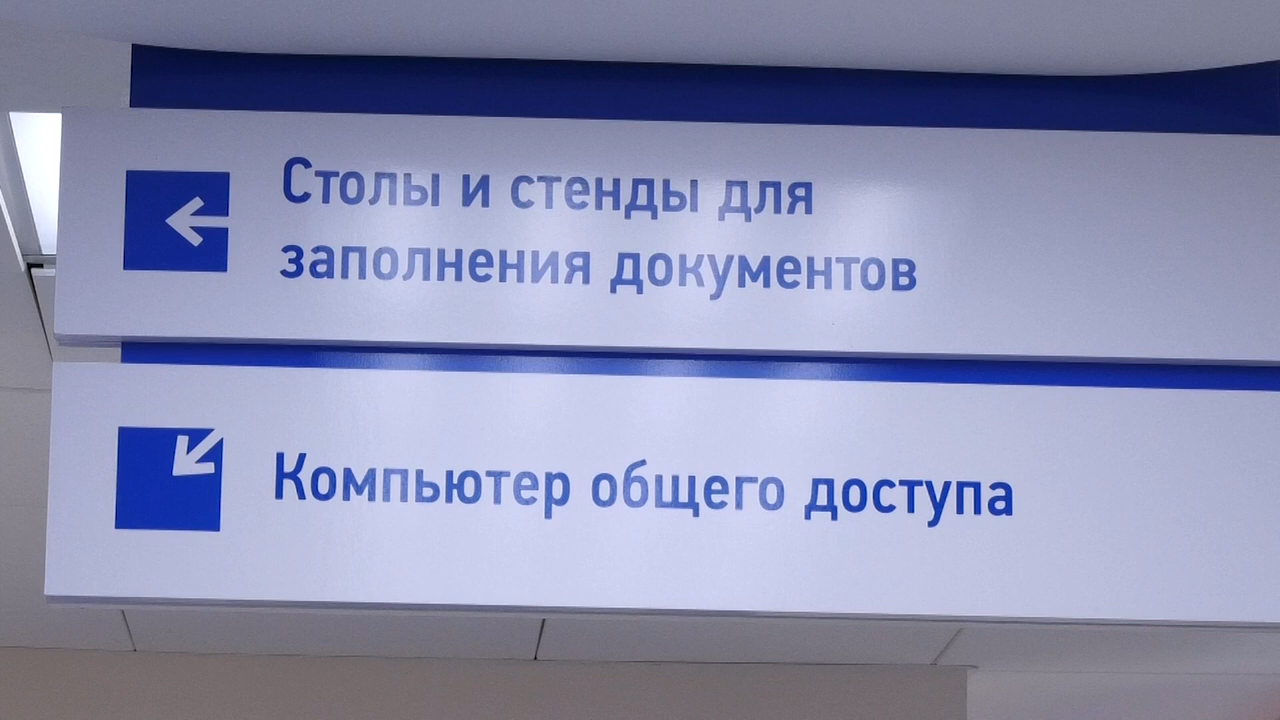 Столы и стенды для
заполнения документов
Компьютер общего доступа